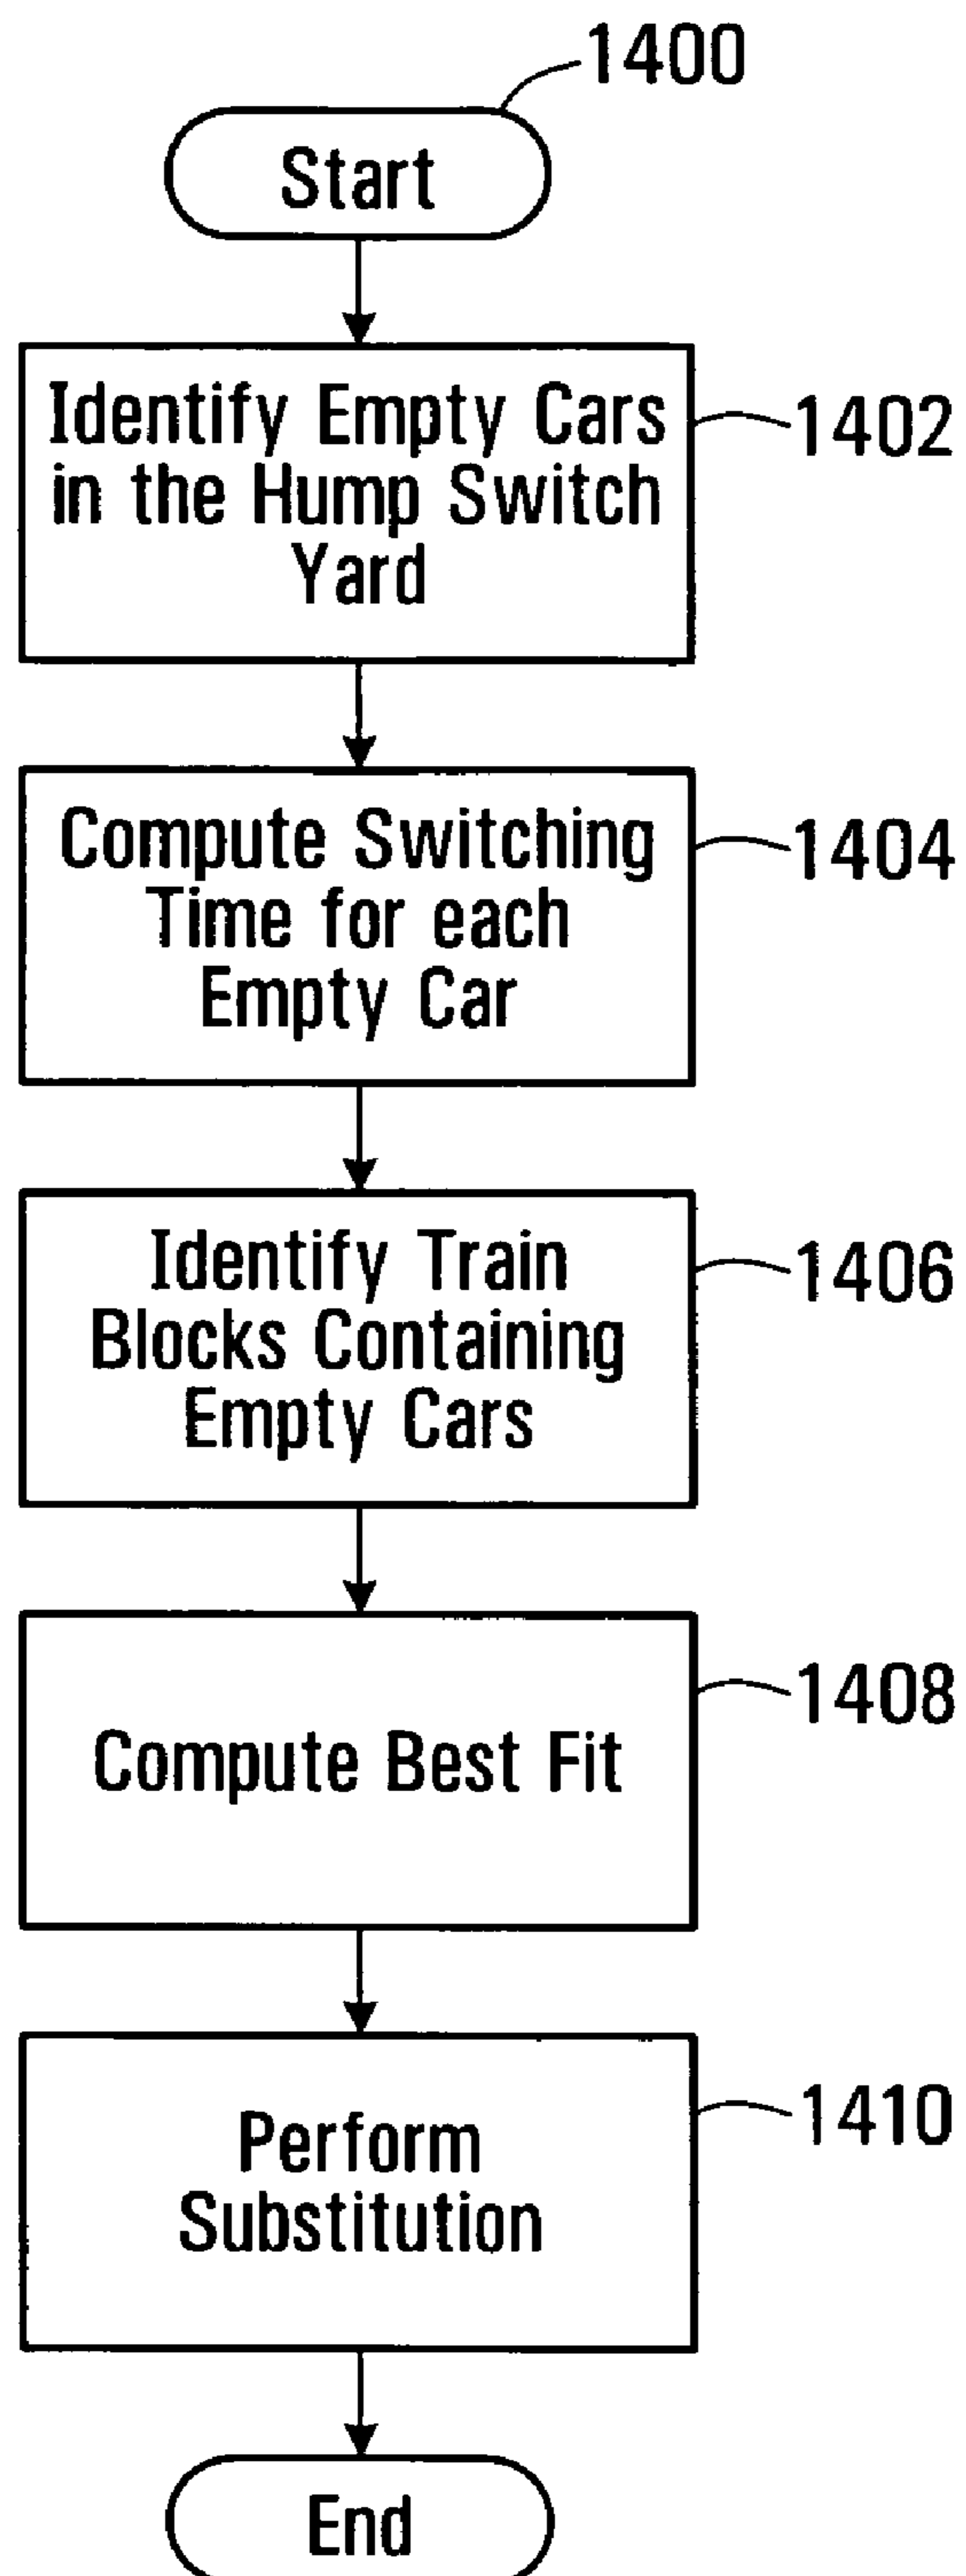 1400
Start
Identify Empty Cars
in the Hump Switch
Yard
1402
Compute Switching
Time for each
Empty Car
1404
Identify Train
Blocks Containing
Empty Cars
1406
Compute Best Fit
1408
Perform
Substitution
1410
End